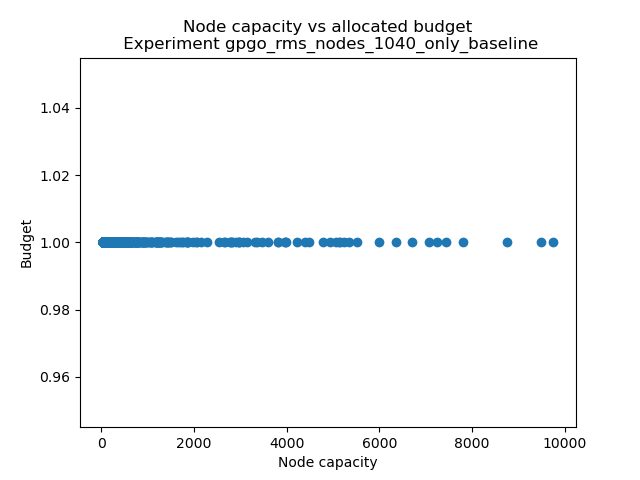 Node capacity vs allocated budget
Experiment gpgo_rms_nodes_1040_only_baseline
1.04
1.02
1.00
0.98
0.96
Budget
0
2000
4000
6000
8000
10000
Node capacity